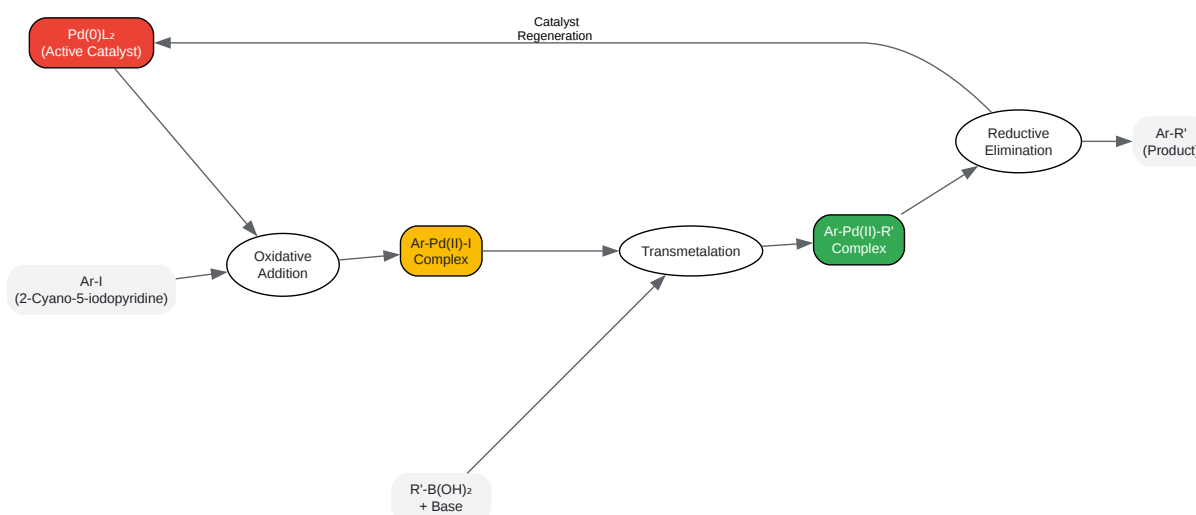 Catalyst
Regeneration
Pd(0)L₂
(Active Catalyst)
Reductive
Elimination
Ar-R'
(Product)
Ar-Pd(II)-R'
Complex
Ar-Pd(II)-I
Complex
Transmetalation
Oxidative
Addition
Ar-I
(2-Cyano-5-iodopyridine)
R'-B(OH)₂
+ Base